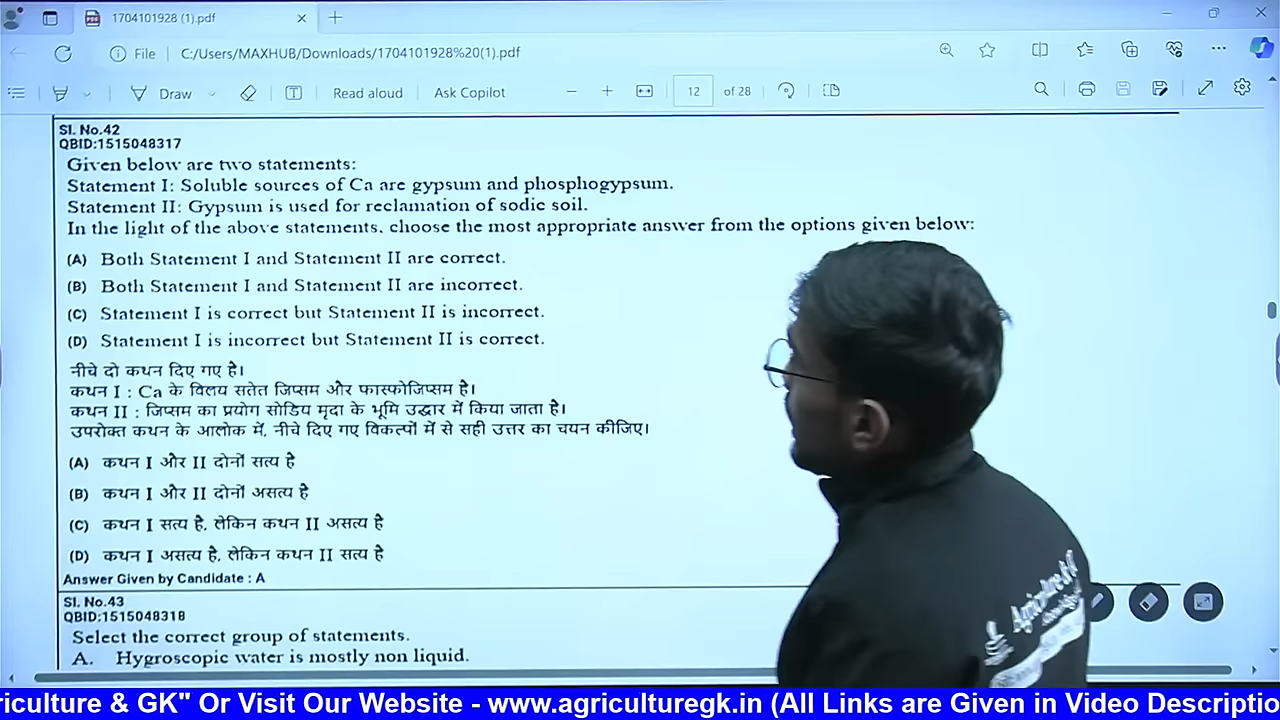 1704101928 (1).pdf
File
C:/Users/MAXHUB/Downloads/1704101928%20(1).pdf
Draw
Read aloud
Ask Copilot
12
of 28
Sl. No.42
QBID:1515048317
Given below are two statements:
Statement I: Soluble sources of Ca are gypsum and phosphogypsum.
Statement II: Gypsum is used for reclamation of sodic soil.
In the light of the above statements, choose the most appropriate answer from the options given below:
(A) Both Statement I and Statement II are correct.
(B) Both Statement I and Statement II are incorrect.
(C) Statement I is correct but Statement II is incorrect.
(D) Statement I is incorrect but Statement II is correct.
नीचे दो कथन दिए गए है।
कथन I : Ca के विलय सतेत जिप्सम और फास्फोजिप्सम है।
कथन II : जिप्सम का प्रयोग सोडिय मृदा के भूमि उद्धार में किया जाता है।
उपरोक्त कथन के आलोक में, नीचे दिए गए विकल्पों में से सही उत्तर का चयन कीजिए।
(A) कथन I और II दोनों सत्य है
(B) कथन I और II दोनों असत्य है
(C) कथन I सत्य है, लेकिन कथन II असत्य है
(D) कथन I असत्य है, लेकिन कथन II सत्य है
Answer Given by Candidate : A
Sl. No.43
QBID:1515048318
Select the correct group of statements.
A. Hygroscopic water is mostly non liquid.
Agriculture &
riculture & GK" Or Visit Our Website - www.agriculturegk.in (All Links are Given in Video Descriptio